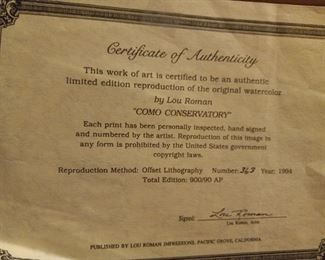 Certificate of Authenticity
This work of art is certified to be an authentic
limited edition reproduction of the original watercolor
by Lou Roman
"COMO CONSERVATORY"
Each print has been personally inspected, hand signed
and numbered by the artist. Reproduction of this image in
any form is prohibited by the United States government
copyright laws.
Reproduction Method: Offset Lithography Number: 363 Year: 1994
Total Edition: 900/90 AP
Signed: Lou Roman
Lou Roman, Artist
PUBLISHED BY LOU ROMAN IMPRESSIONS, PACIFIC GROVE, CALIFORNIA